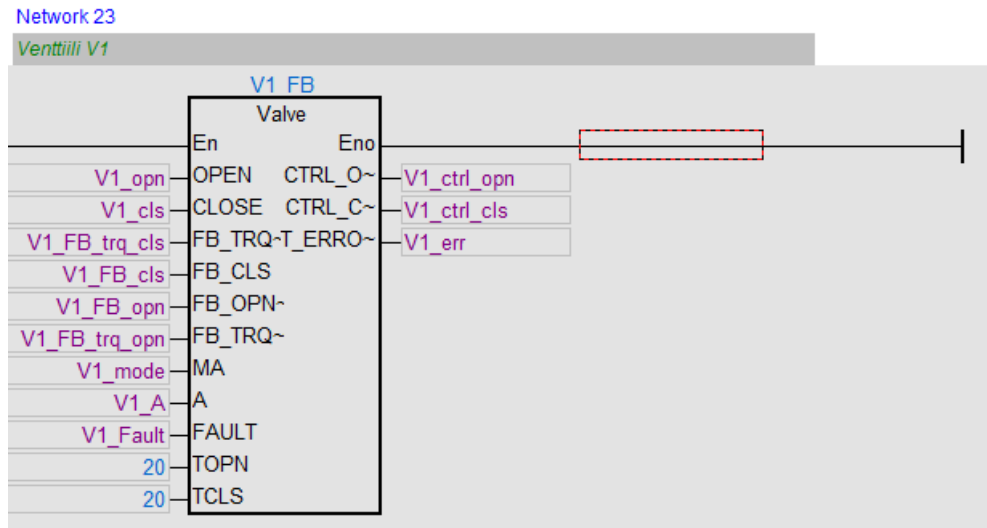 Network 23
Venttiili V1
V1_FB
Valve
En Eno
V1_opn OPEN CTRL_O~ V1_ctrl_opn
V1_cls CLOSE CTRL_C~ V1_ctrl_cls
V1_FB_trq_cls FB_TRQ~T_ERRO~ V1_err
V1_FB_cls FB_CLS
V1_FB_opn FB_OPN~
V1_FB_trq_opn FB_TRQ~
V1_mode MA
V1_A A
V1_Fault FAULT
20 TOPN
20 TCLS